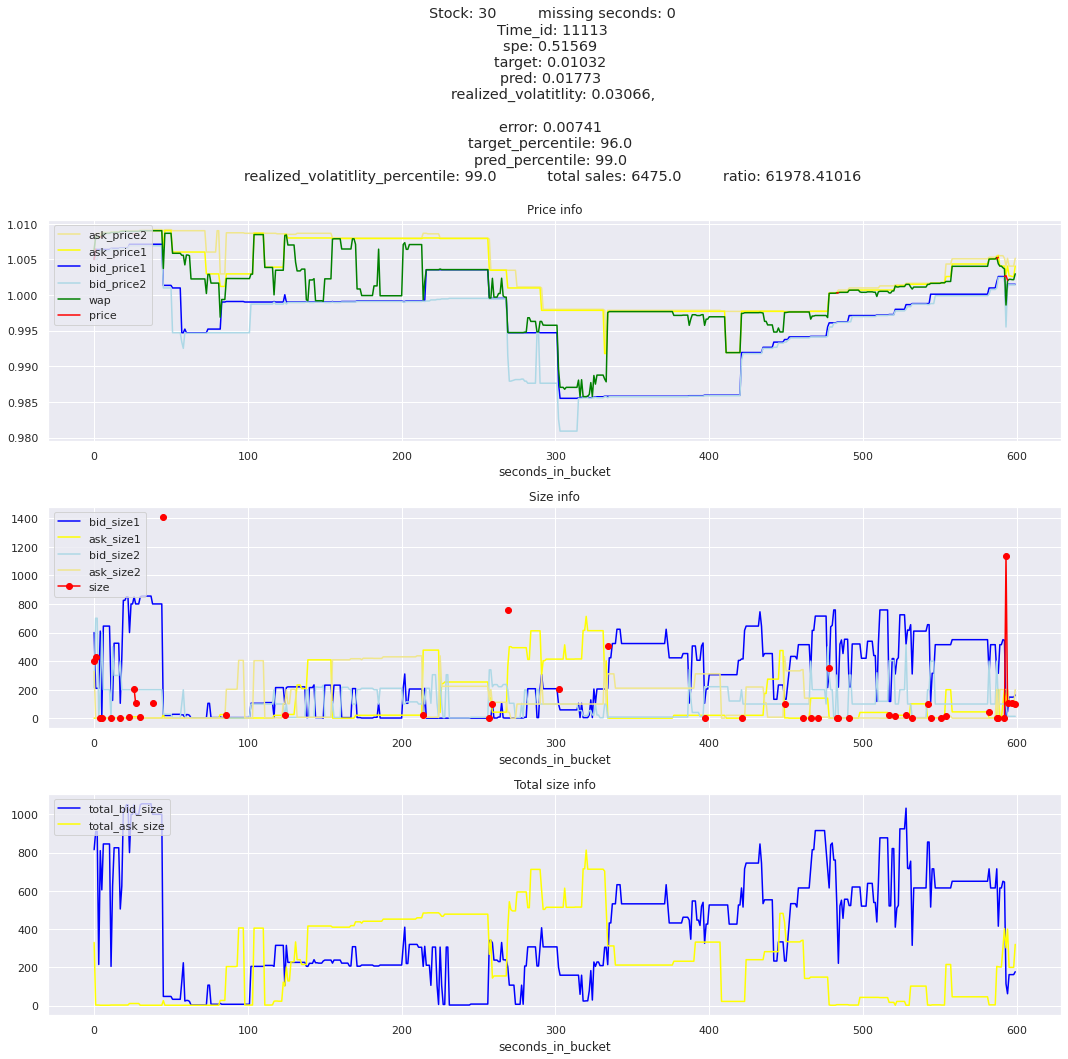 Stock: 30 missing seconds: 0
Time_id: 11113
spe: 0.51569
target: 0.01032
pred: 0.01773
realized_volatitlity: 0.03066,
error: 0.00741
target_percentile: 96.0
pred_percentile: 99.0
realized_volatitlity_percentile: 99.0 total sales: 6475.0 ratio: 61978.41016
Price info
1.010
1.005
1.000
0.995
0.990
0.985
0.980
ask_price2
ask_price1
bid_price1
bid_price2
wap
price
0 100 200 300 400 500 600
seconds_in_bucket
Size info
1400
1200
1000
800
600
400
200
0
bid_size1
ask_size1
bid_size2
ask_size2
size
0 100 200 300 400 500 600
seconds_in_bucket
Total size info
1000
800
600
400
200
0
total_bid_size
total_ask_size
0 100 200 300 400 500 600
seconds_in_bucket